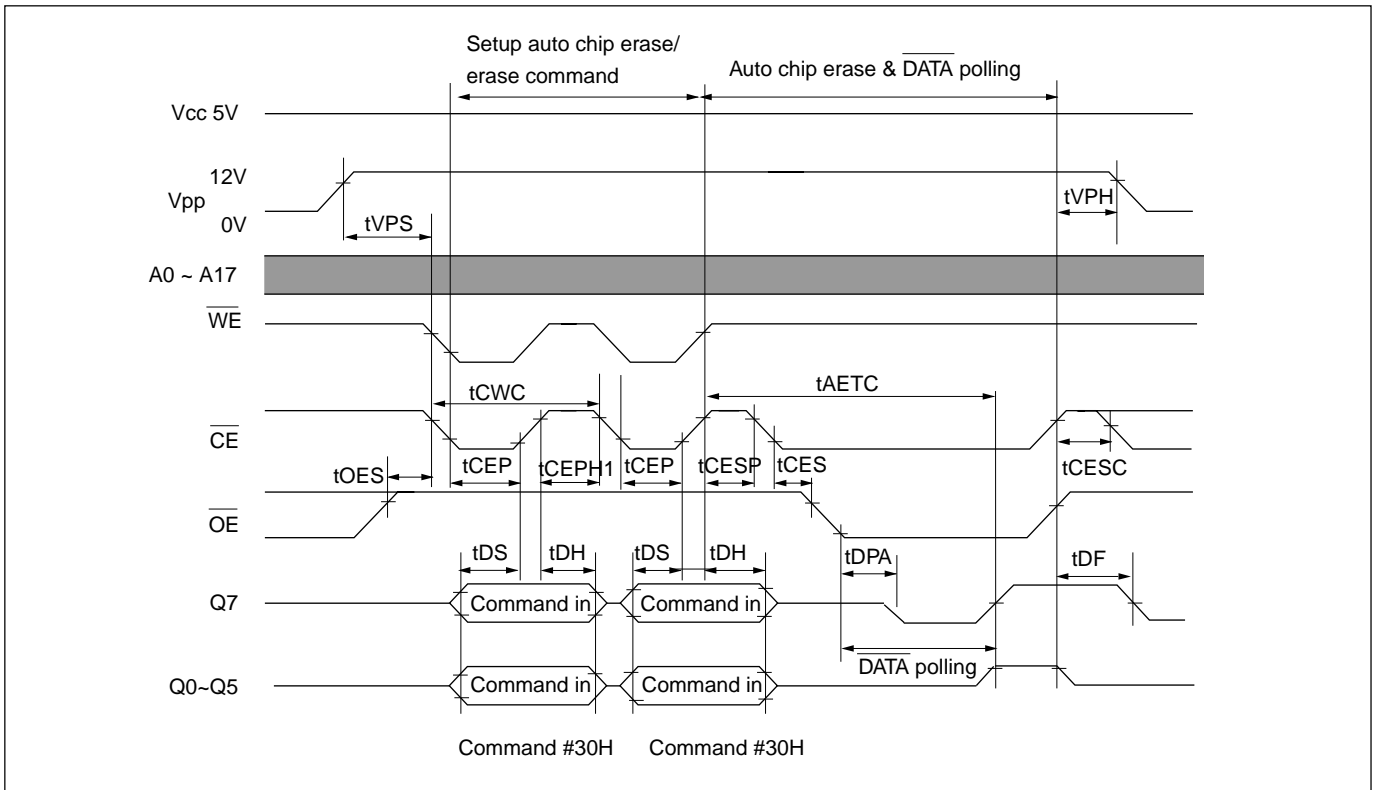 Setup auto chip erase/
erase command
Auto chip erase & DATA polling
Vcc 5V
12V
Vpp
0V
tVPS
tVPH
A0 ~ A17
WE
tCWC
tAETC
CE
tCEP
tCEPH1
tCEP
tCESP
tCES
tCESC
tOES
OE
tDS
tDH
tDS
tDH
tDPA
tDF
Q7
Command in
Command in
DATA polling
Q0~Q5
Command in
Command in
Command #30H
Command #30H